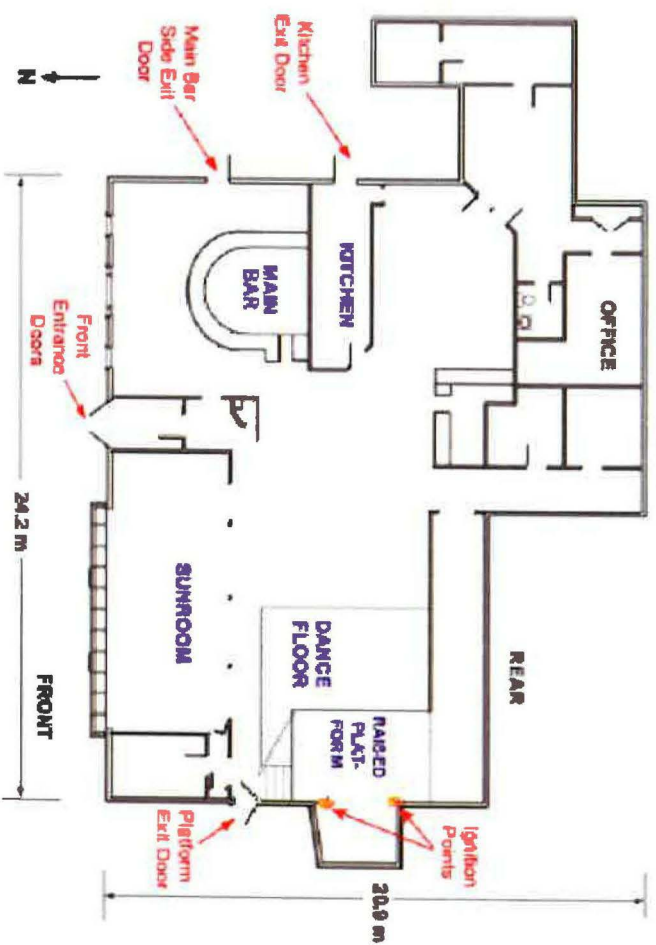 REAR
OFFICE
Ignition
Points
KITCHEN
RAISED
PLAT-
FORM
DANCE
FLOOR
Kitchen
Exit Door
MAIN
BAR
Main Bar
Side Exit
Door
SUNROOM
Platform
Exit Door
Front
Entrance
Doors
FRONT
N
24.2 m
20.9 m